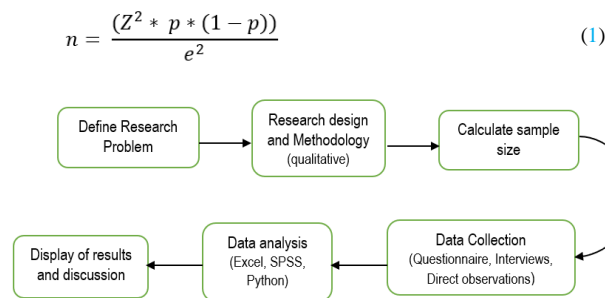 n = (Z² * p * (1 − p)) / e² (1)
Define Research
Problem
Research design
and Methodology
(qualitative)
Calculate sample
size
Data Collection
(Questionnaire, Interviews,
Direct observations)
Data analysis
(Excel, SPSS,
Python)
Display of results
and discussion